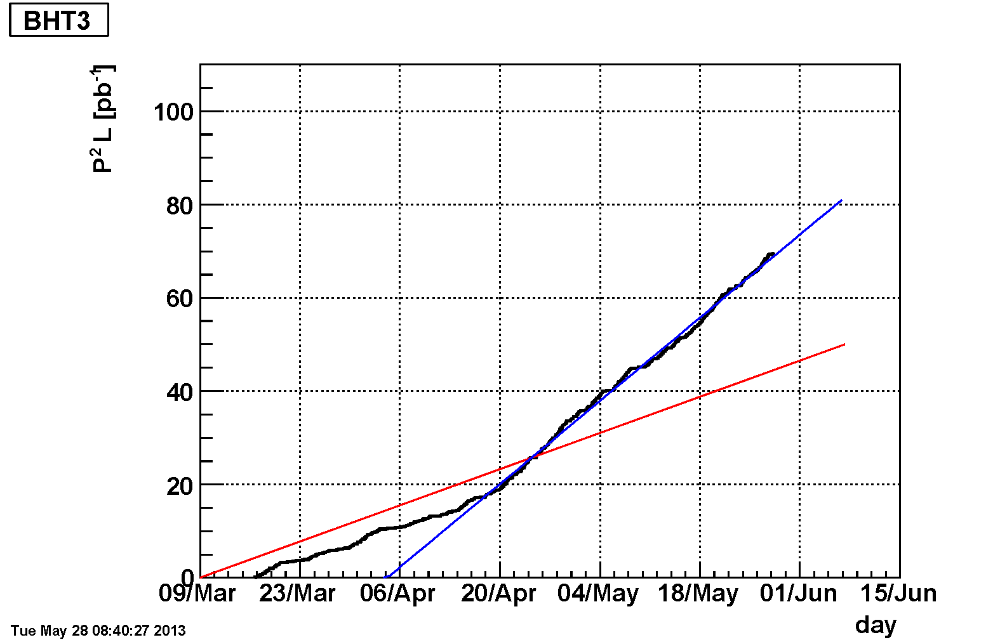 BHT3
P² L [pb⁻¹]
100
80
60
40
20
0
09/Mar 23/Mar 06/Apr 20/Apr 04/May 18/May 01/Jun 15/Jun
day
Tue May 28 08:40:27 2013